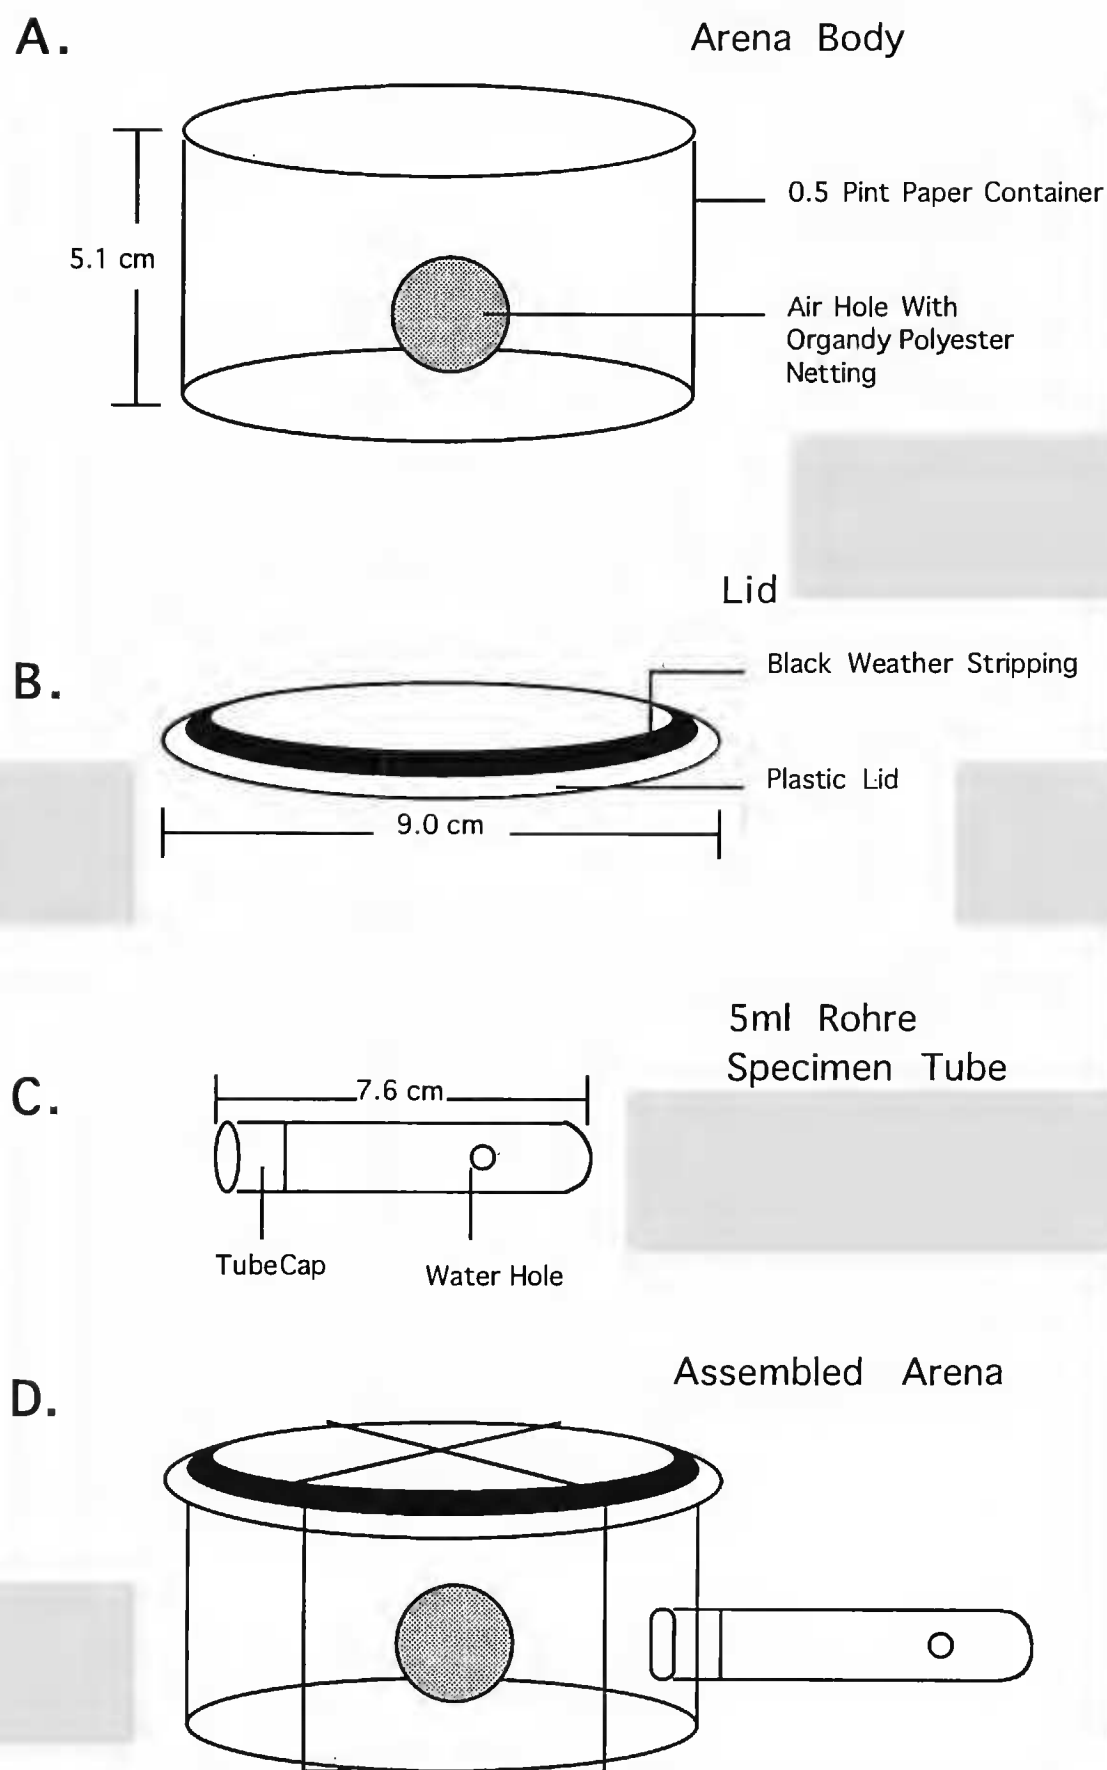 A.
Arena Body
0.5 Pint Paper Container
5.1 cm
Air Hole With
Organdy Polyester
Netting
Lid
B.
Black Weather Stripping
Plastic Lid
9.0 cm
5ml Rohre
Specimen Tube
C.
7.6 cm
TubeCap
Water Hole
Assembled Arena
D.